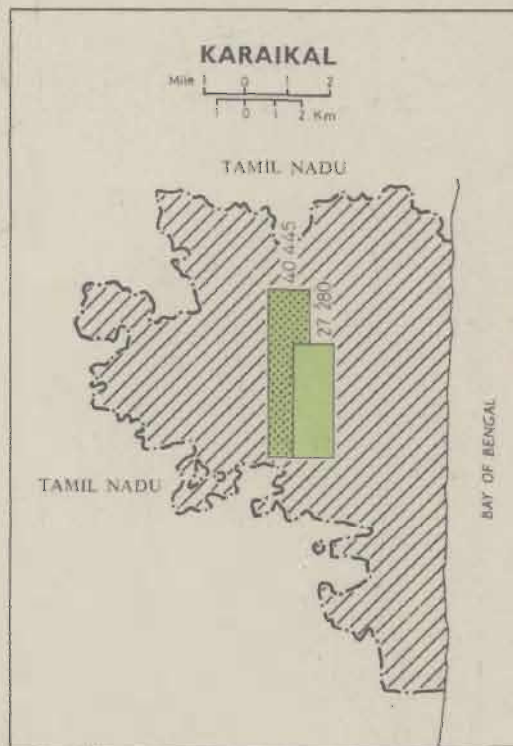 KARAIKAL
Mile 1 0 1 2
1 0 1 2 Km
TAMIL NADU
40 445
27 280
TAMIL NADU
BAY OF BENGAL